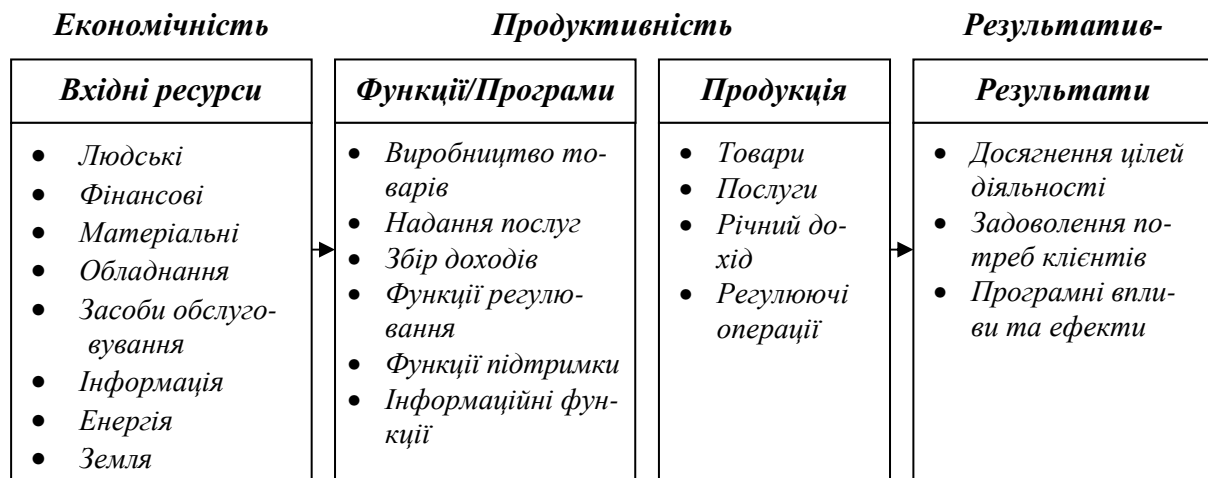 Економічність
Продуктивність
Результатив-
Вхідні ресурси
• Людські
• Фінансові
• Матеріальні
• Обладнання
• Засоби обслуго-
вування
• Інформація
• Енергія
• Земля
Функції/Програми
• Виробництво то-
варів
• Надання послуг
• Збір доходів
• Функції регулю-
вання
• Функції підтримки
• Інформаційні фун-
кції
Продукція
• Товари
• Послуги
• Річний до-
хід
• Регулюючі
операції
Результати
• Досягнення цілей
діяльності
• Задоволення по-
треб клієнтів
• Програмні впли-
ви та ефекти